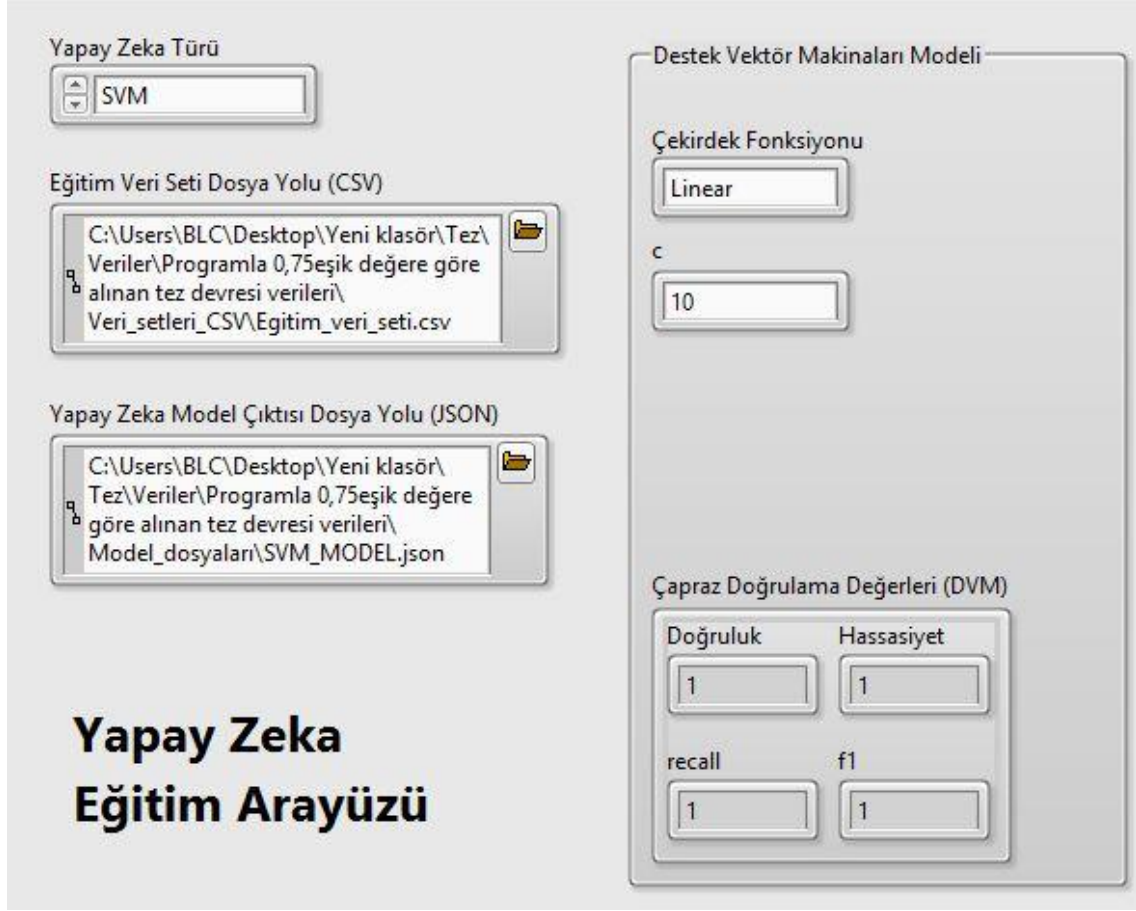 Yapay Zeka Türü
SVM
Eğitim Veri Seti Dosya Yolu (CSV)
C:\Users\BLC\Desktop\Yeni klasör\Tez\
Veriler\Programla 0,75eşik değere göre
alınan tez devresi verileri\
Veri_setleri_CSV\Egitim_veri_seti.csv
Yapay Zeka Model Çıktısı Dosya Yolu (JSON)
C:\Users\BLC\Desktop\Yeni klasör\
Tez\Veriler\Programla 0,75eşik değere
göre alınan tez devresi verileri\
Model_dosyaları\SVM_MODEL.json
Yapay Zeka
Eğitim Arayüzü
Destek Vektör Makinaları Modeli
Çekirdek Fonksiyonu
Linear
c
10
Çapraz Doğrulama Değerleri (DVM)
Doğruluk Hassasiyet
1 1
recall f1
1 1